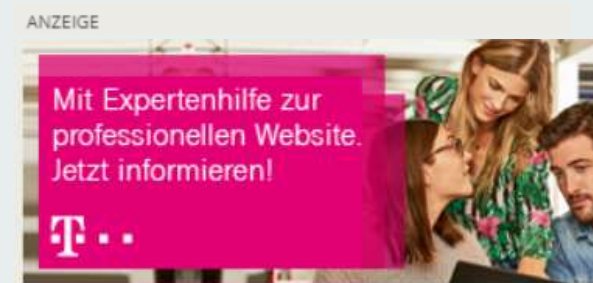 ANZEIGE
Mit Expertenhilfe zur
professionellen Website.
Jetzt informieren!
T